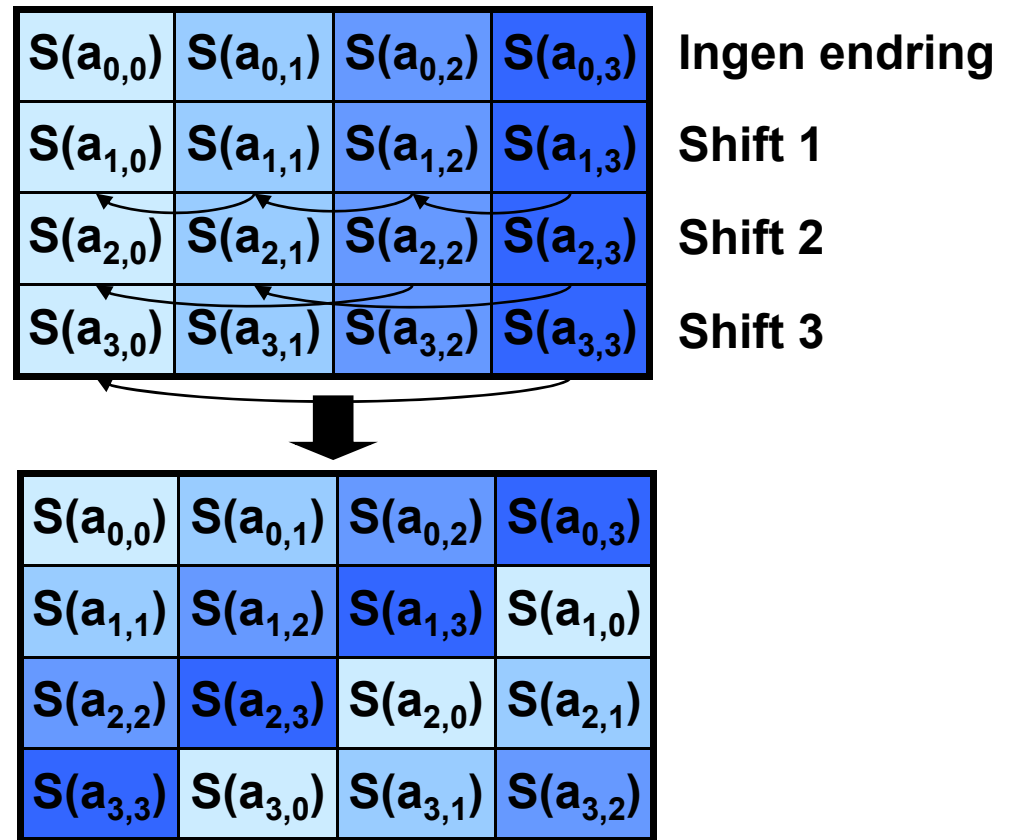 S(a0,0) S(a0,1) S(a0,2) S(a0,3) Ingen endring
S(a1,0) S(a1,1) S(a1,2) S(a1,3) Shift 1
S(a2,0) S(a2,1) S(a2,2) S(a2,3) Shift 2
S(a3,0) S(a3,1) S(a3,2) S(a3,3) Shift 3
S(a0,0) S(a0,1) S(a0,2) S(a0,3)
S(a1,1) S(a1,2) S(a1,3) S(a1,0)
S(a2,2) S(a2,3) S(a2,0) S(a2,1)
S(a3,3) S(a3,0) S(a3,1) S(a3,2)